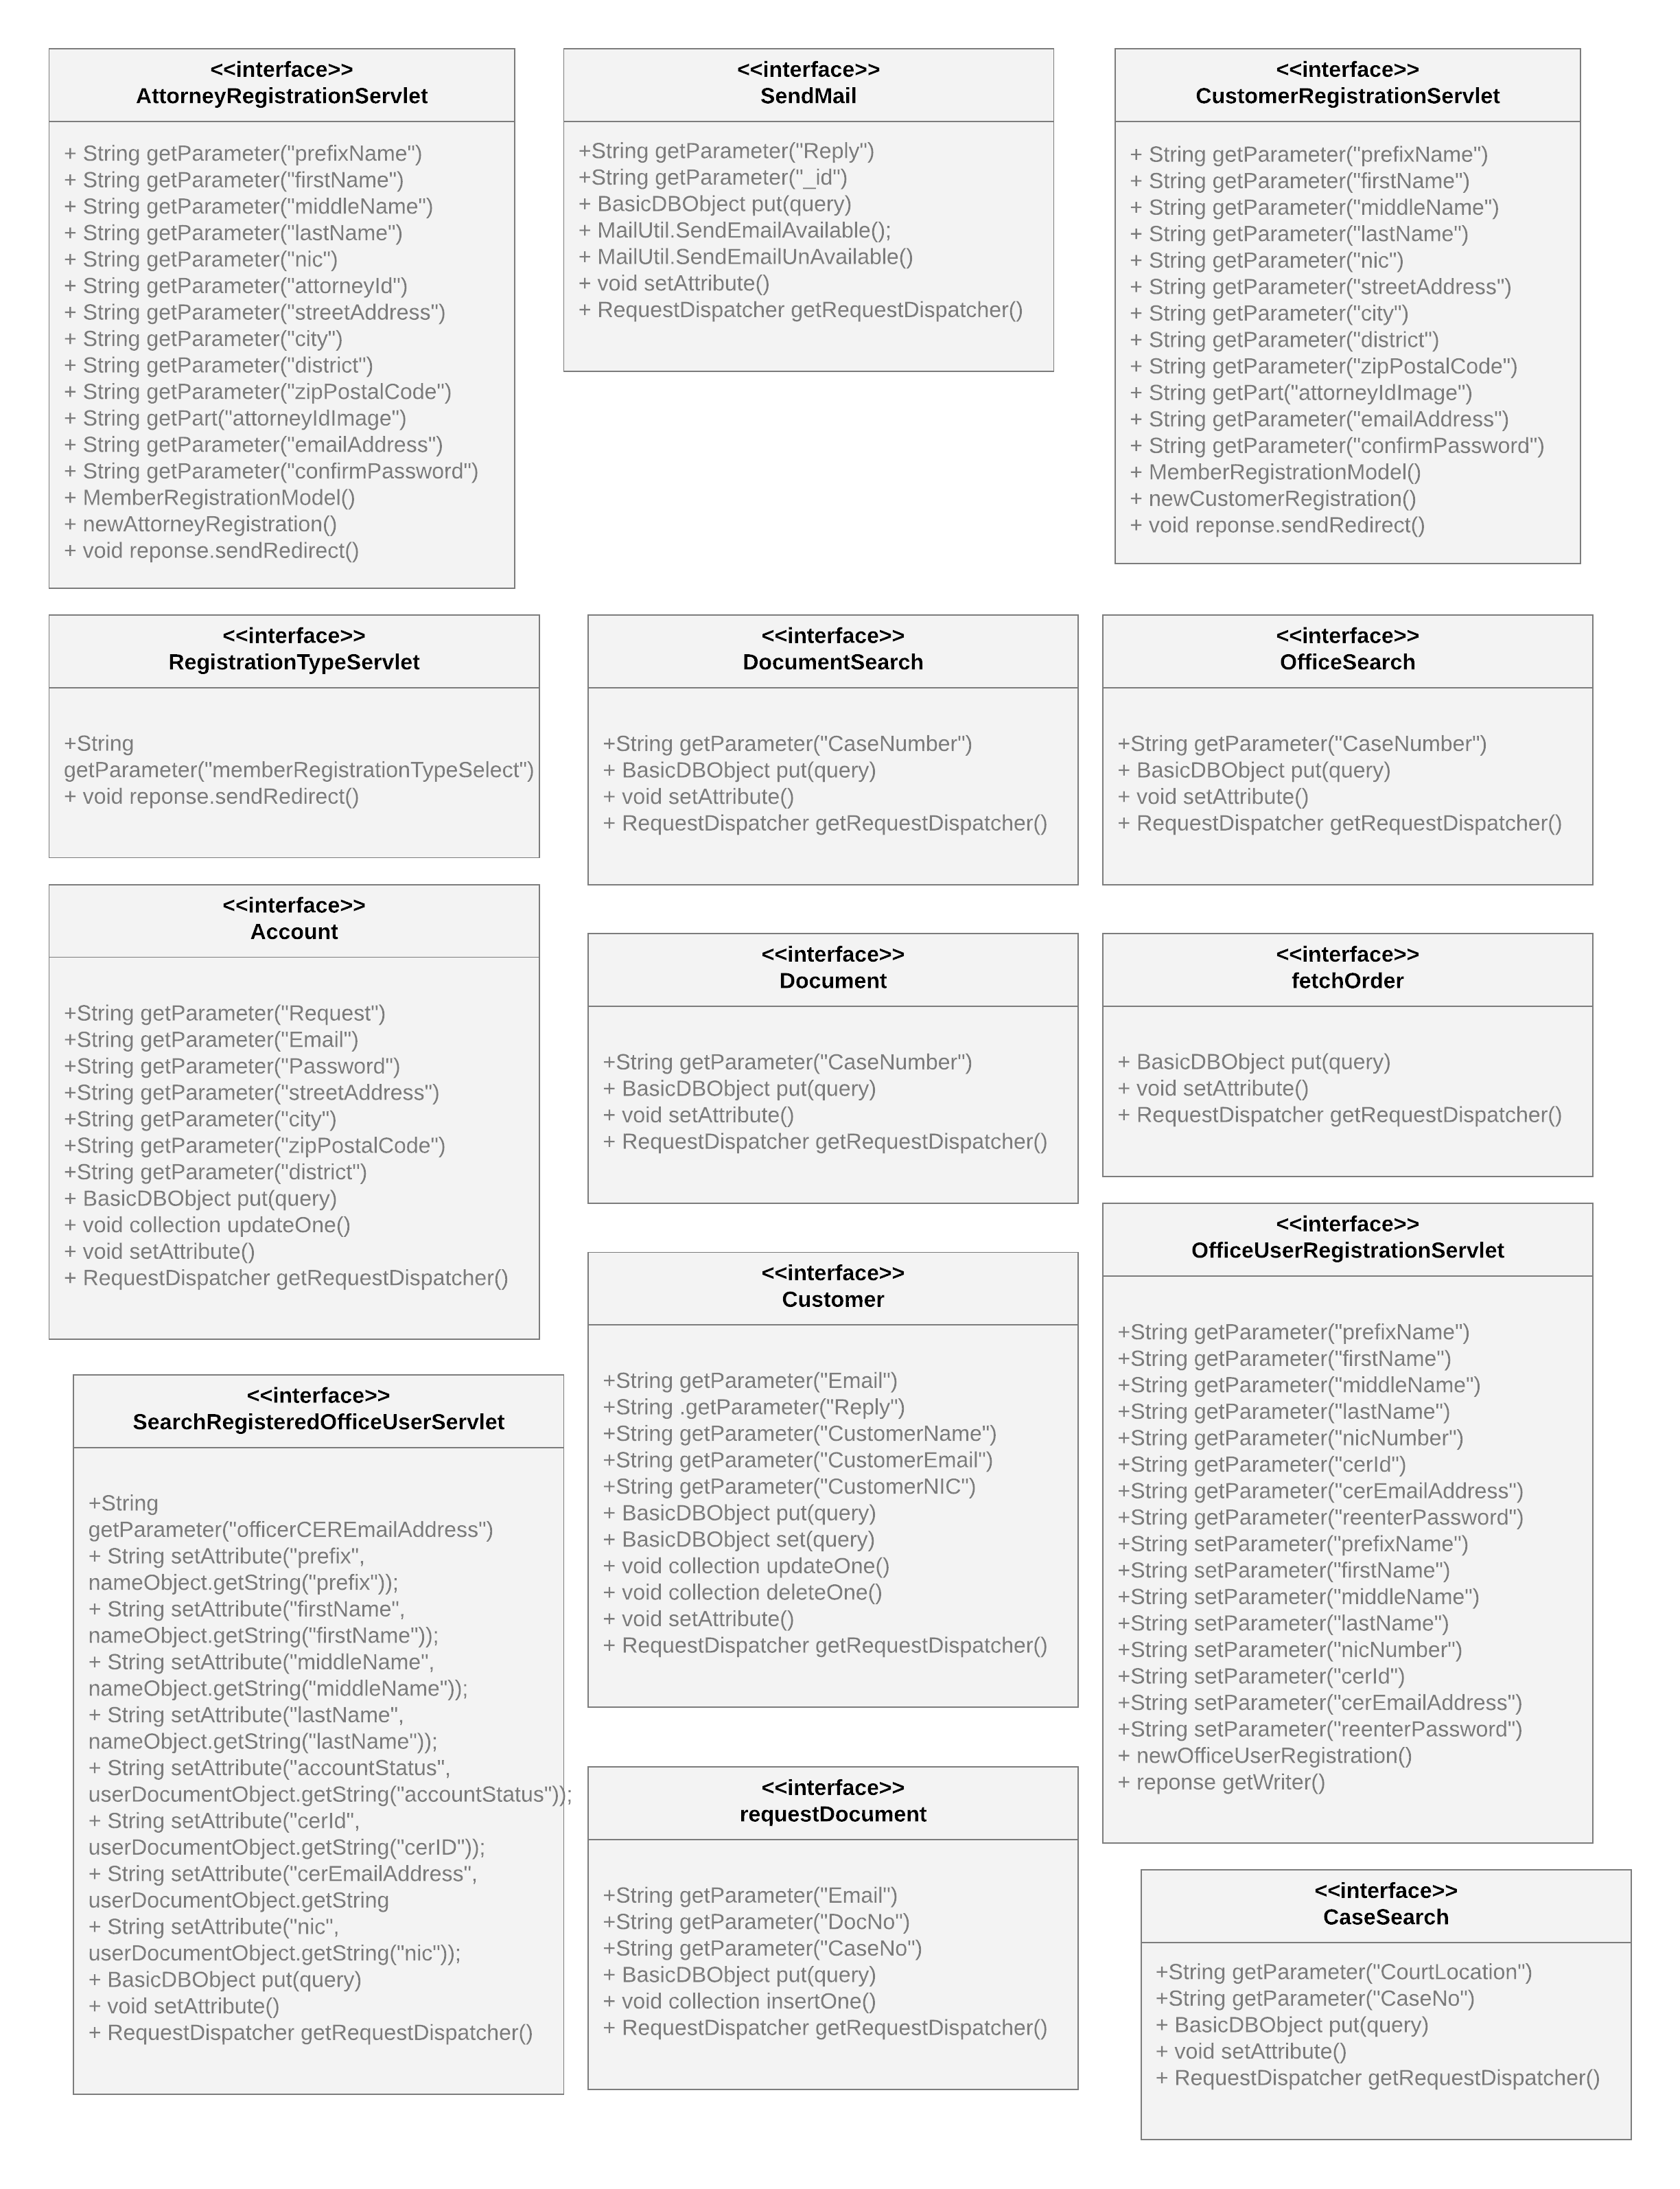 <<interface>>
AttorneyRegistrationServlet
+ String getParameter("prefixName")
+ String getParameter("firstName")
+ String getParameter("middleName")
+ String getParameter("lastName")
+ String getParameter("nic")
+ String getParameter("attorneyId")
+ String getParameter("streetAddress")
+ String getParameter("city")
+ String getParameter("district")
+ String getParameter("zipPostalCode")
+ String getPart("attorneyIdImage")
+ String getParameter("emailAddress")
+ String getParameter("confirmPassword")
+ MemberRegistrationModel()
+ newAttorneyRegistration()
+ void reponse.sendRedirect()
<<interface>>
SendMail
+String getParameter("Reply")
+String getParameter("_id")
+ BasicDBObject put(query)
+ MailUtil.SendEmailAvailable();
+ MailUtil.SendEmailUnAvailable()
+ void setAttribute()
+ RequestDispatcher getRequestDispatcher()
<<interface>>
CustomerRegistrationServlet
+ String getParameter("prefixName")
+ String getParameter("firstName")
+ String getParameter("middleName")
+ String getParameter("lastName")
+ String getParameter("nic")
+ String getParameter("streetAddress")
+ String getParameter("city")
+ String getParameter("district")
+ String getParameter("zipPostalCode")
+ String getPart("attorneyIdImage")
+ String getParameter("emailAddress")
+ String getParameter("confirmPassword")
+ MemberRegistrationModel()
+ newCustomerRegistration()
+ void reponse.sendRedirect()
<<interface>>
RegistrationTypeServlet
+String
getParameter("memberRegistrationTypeSelect")
+ void reponse.sendRedirect()
<<interface>>
DocumentSearch
+String getParameter("CaseNumber")
+ BasicDBObject put(query)
+ void setAttribute()
+ RequestDispatcher getRequestDispatcher()
<<interface>>
OfficeSearch
+String getParameter("CaseNumber")
+ BasicDBObject put(query)
+ void setAttribute()
+ RequestDispatcher getRequestDispatcher()
<<interface>>
Account
+String getParameter("Request")
+String getParameter("Email")
+String getParameter("Password")
+String getParameter("streetAddress")
+String getParameter("city")
+String getParameter("zipPostalCode")
+String getParameter("district")
+ BasicDBObject put(query)
+ void collection updateOne()
+ void setAttribute()
+ RequestDispatcher getRequestDispatcher()
<<interface>>
Document
+String getParameter("CaseNumber")
+ BasicDBObject put(query)
+ void setAttribute()
+ RequestDispatcher getRequestDispatcher()
<<interface>>
fetchOrder
+ BasicDBObject put(query)
+ void setAttribute()
+ RequestDispatcher getRequestDispatcher()
<<interface>>
OfficeUserRegistrationServlet
+String getParameter("prefixName")
+String getParameter("firstName")
+String getParameter("middleName")
+String getParameter("lastName")
+String getParameter("nicNumber")
+String getParameter("cerId")
+String getParameter("cerEmailAddress")
+String getParameter("reenterPassword")
+String setParameter("prefixName")
+String setParameter("firstName")
+String setParameter("middleName")
+String setParameter("lastName")
+String setParameter("nicNumber")
+String setParameter("cerId")
+String setParameter("cerEmailAddress")
+String setParameter("reenterPassword")
+ newOfficeUserRegistration()
+ reponse getWriter()
<<interface>>
Customer
+String getParameter("Email")
+String .getParameter("Reply")
+String getParameter("CustomerName")
+String getParameter("CustomerEmail")
+String getParameter("CustomerNIC")
+ BasicDBObject put(query)
+ BasicDBObject set(query)
+ void collection updateOne()
+ void collection deleteOne()
+ void setAttribute()
+ RequestDispatcher getRequestDispatcher()
<<interface>>
SearchRegisteredOfficeUserServlet
+String
getParameter("officerCEREmailAddress")
+ String setAttribute("prefix",
nameObject.getString("prefix"));
+ String setAttribute("firstName",
nameObject.getString("firstName"));
+ String setAttribute("middleName",
nameObject.getString("middleName"));
+ String setAttribute("lastName",
nameObject.getString("lastName"));
+ String setAttribute("accountStatus",
userDocumentObject.getString("accountStatus"));
+ String setAttribute("cerId",
userDocumentObject.getString("cerID"));
+ String setAttribute("cerEmailAddress",
userDocumentObject.getString
+ String setAttribute("nic",
userDocumentObject.getString("nic"));
+ BasicDBObject put(query)
+ void setAttribute()
+ RequestDispatcher getRequestDispatcher()
<<interface>>
requestDocument
+String getParameter("Email")
+String getParameter("DocNo")
+String getParameter("CaseNo")
+ BasicDBObject put(query)
+ void collection insertOne()
+ RequestDispatcher getRequestDispatcher()
<<interface>>
CaseSearch
+String getParameter("CourtLocation")
+String getParameter("CaseNo")
+ BasicDBObject put(query)
+ void setAttribute()
+ RequestDispatcher getRequestDispatcher()